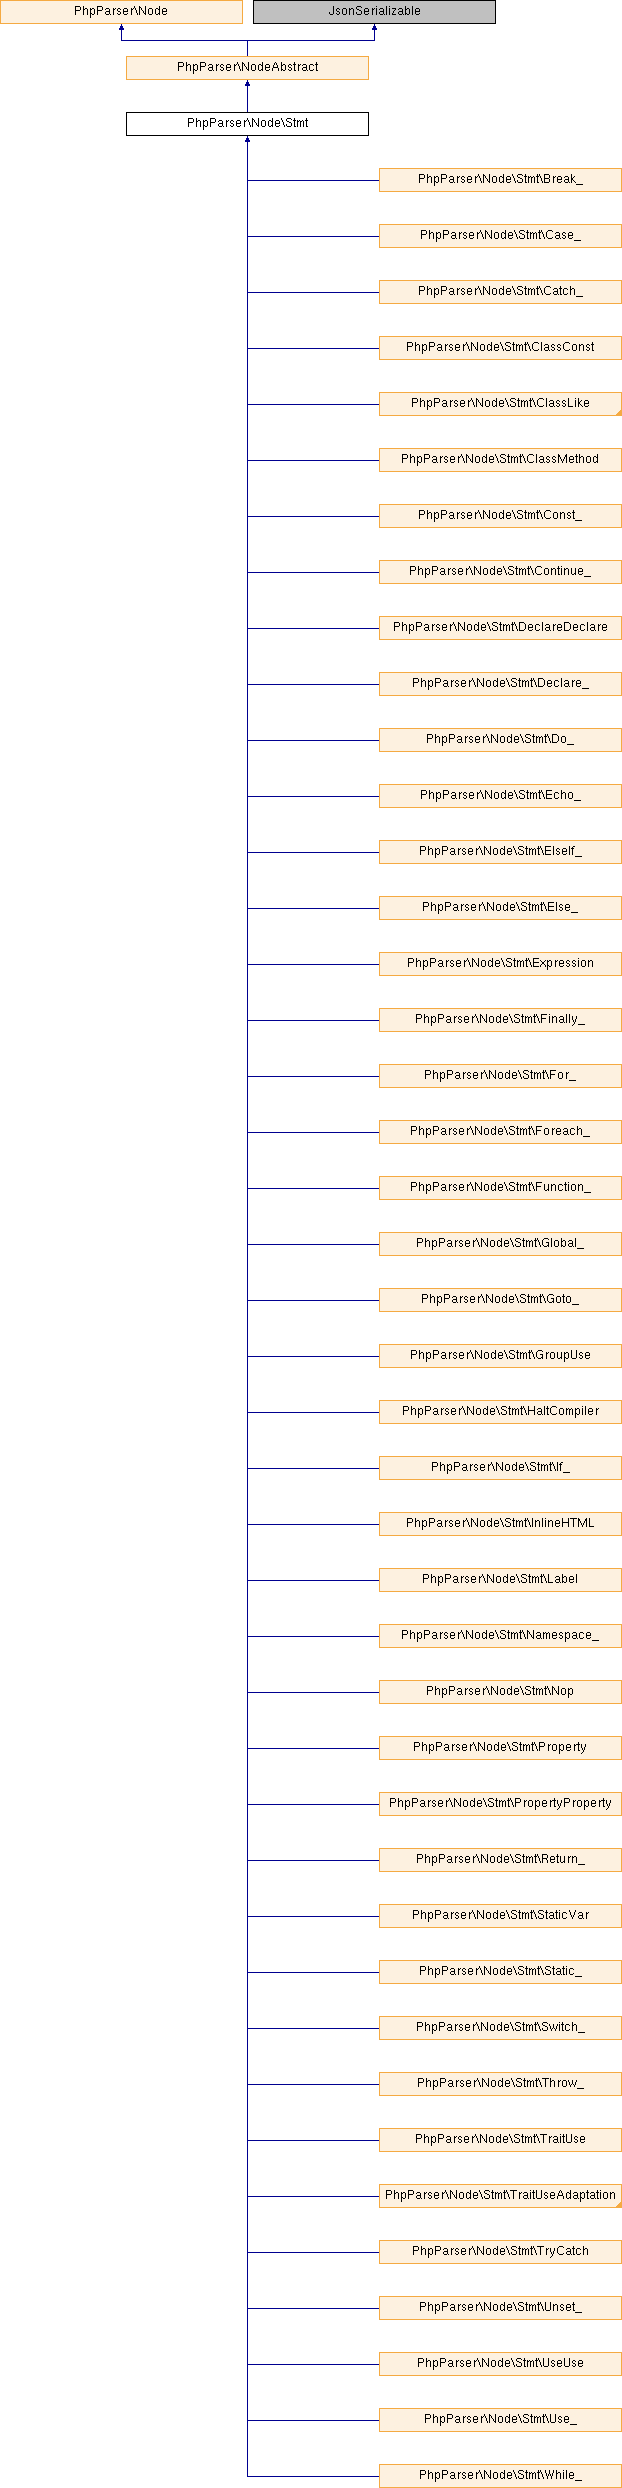 PhpParser\Node
JsonSerializable
PhpParser\NodeAbstract
PhpParser\Node\Stmt
PhpParser\Node\Stmt\Break_
PhpParser\Node\Stmt\Case_
PhpParser\Node\Stmt\Catch_
PhpParser\Node\Stmt\ClassConst
PhpParser\Node\Stmt\ClassLike
PhpParser\Node\Stmt\ClassMethod
PhpParser\Node\Stmt\Const_
PhpParser\Node\Stmt\Continue_
PhpParser\Node\Stmt\DeclareDeclare
PhpParser\Node\Stmt\Declare_
PhpParser\Node\Stmt\Do_
PhpParser\Node\Stmt\Echo_
PhpParser\Node\Stmt\ElseIf_
PhpParser\Node\Stmt\Else_
PhpParser\Node\Stmt\Expression
PhpParser\Node\Stmt\Finally_
PhpParser\Node\Stmt\For_
PhpParser\Node\Stmt\Foreach_
PhpParser\Node\Stmt\Function_
PhpParser\Node\Stmt\Global_
PhpParser\Node\Stmt\Goto_
PhpParser\Node\Stmt\GroupUse
PhpParser\Node\Stmt\HaltCompiler
PhpParser\Node\Stmt\If_
PhpParser\Node\Stmt\InlineHTML
PhpParser\Node\Stmt\Label
PhpParser\Node\Stmt\Namespace_
PhpParser\Node\Stmt\Nop
PhpParser\Node\Stmt\Property
PhpParser\Node\Stmt\PropertyProperty
PhpParser\Node\Stmt\Return_
PhpParser\Node\Stmt\StaticVar
PhpParser\Node\Stmt\Static_
PhpParser\Node\Stmt\Switch_
PhpParser\Node\Stmt\Throw_
PhpParser\Node\Stmt\TraitUse
PhpParser\Node\Stmt\TraitUseAdaptation
PhpParser\Node\Stmt\TryCatch
PhpParser\Node\Stmt\Unset_
PhpParser\Node\Stmt\UseUse
PhpParser\Node\Stmt\Use_
PhpParser\Node\Stmt\While_